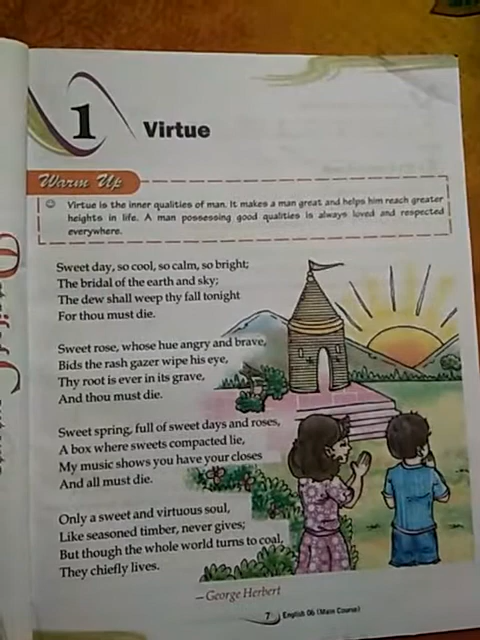 1
Virtue
Warm Up
Virtue is the inner qualities of man. It makes a man great and helps him reach greater
heights in life. A man possessing good qualities is always loved and respected
everywhere.
Sweet day, so cool, so calm, so bright;
The bridal of the earth and sky;
The dew shall weep thy fall tonight
For thou must die.
Sweet rose, whose hue angry and brave,
Bids the rash gazer wipe his eye,
Thy root is ever in its grave,
And thou must die.
Sweet spring, full of sweet days and roses,
A box where sweets compacted lie,
My music shows you have your closes
And all must die.
Only a sweet and virtuous soul,
Like seasoned timber, never gives;
But though the whole world turns to coal,
They chiefly lives.
– George Herbert
7 English 06 (Main Course)